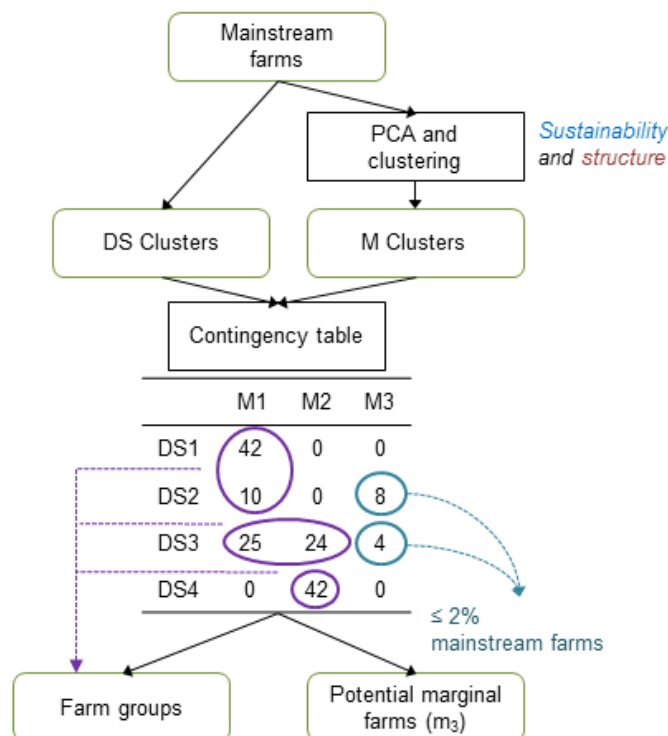 Mainstream
farms
PCA and
clustering
Sustainability
and structure
DS Clusters
M Clusters
Contingency table
M1 M2 M3
DS1 42 0 0
DS2 10 0 8
DS3 25 24 4
DS4 0 42 0
≤ 2%
mainstream farms
Farm groups
Potential marginal
farms (m₃)